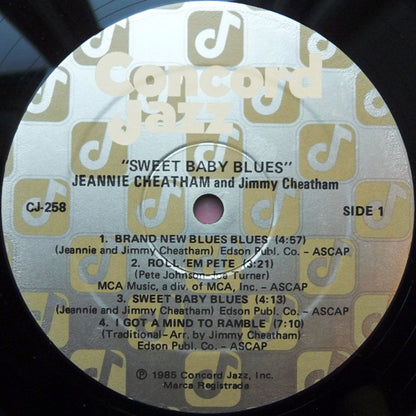 Concord
Jazz
"SWEET BABY BLUES"
JEANNIE CHEATHAM and Jimmy Cheatham
CJ-258
SIDE 1
1. BRAND NEW BLUES BLUES (4:57)
(Jeannie and Jimmy Cheatham) Edson Publ. Co. – ASCAP
2. ROLL 'EM PETE (3:21)
(Pete Johnson-Joe Turner)
MCA Music, a div. of MCA, Inc. – ASCAP
3. SWEET BABY BLUES (4:13)
(Jeannie and Jimmy Cheatham) Edson Publ. Co. – ASCAP
4. I GOT A MIND TO RAMBLE (7:10)
(Traditional-Arr. by Jimmy Cheatham)
Edson Publ. Co. – ASCAP
℗ 1985 Concord Jazz, Inc.
Marca Registrada